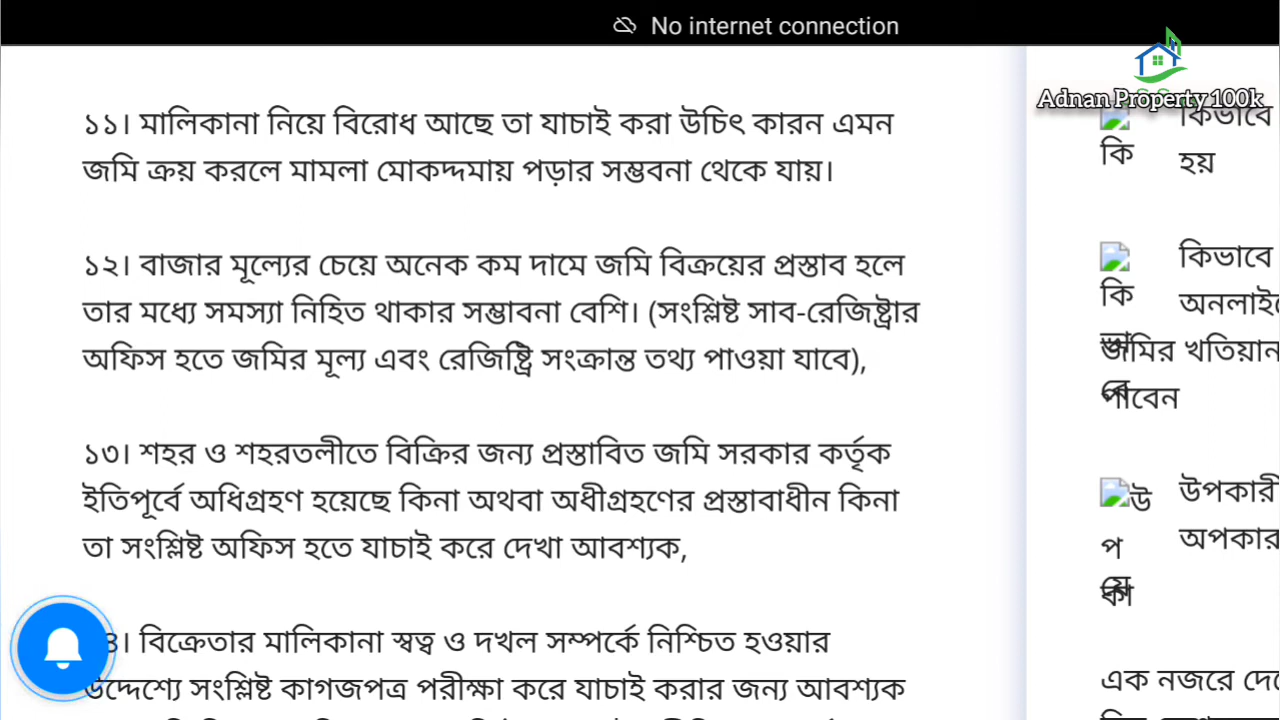 No internet connection
Adnan Property 100k
১১। মালিকানা নিয়ে বিরোধ আছে তা যাচাই করা উচিৎ কারন এমন
জমি ক্রয় করলে মামলা মোকদ্দমায় পড়ার সম্ভবনা থেকে যায়।
১২। বাজার মূল্যের চেয়ে অনেক কম দামে জমি বিক্রয়ের প্রস্তাব হলে
তার মধ্যে সমস্যা নিহিত থাকার সম্ভাবনা বেশি। (সংশ্লিষ্ট সাব-রেজিষ্ট্রার
অফিস হতে জমির মূল্য এবং রেজিষ্ট্রি সংক্রান্ত তথ্য পাওয়া যাবে),
১৩। শহর ও শহরতলীতে বিক্রির জন্য প্রস্তাবিত জমি সরকার কর্তৃক
ইতিপূর্বে অধিগ্রহণ হয়েছে কিনা অথবা অধীগ্রহণের প্রস্তাবাধীন কিনা
তা সংশ্লিষ্ট অফিস হতে যাচাই করে দেখা আবশ্যক,
। বিক্রেতার মালিকানা স্বত্ব ও দখল সম্পর্কে নিশ্চিত হওয়ার
উদ্দেশ্যে সংশ্লিষ্ট কাগজপত্র পরীক্ষা করে যাচাই করার জন্য আবশ্যক
কিভাবে
কি
হয়
কিভাবে
কি
জমির খতিয়ান
পাবেন
উপকারী
উ
অপকার
প
এক নজরে